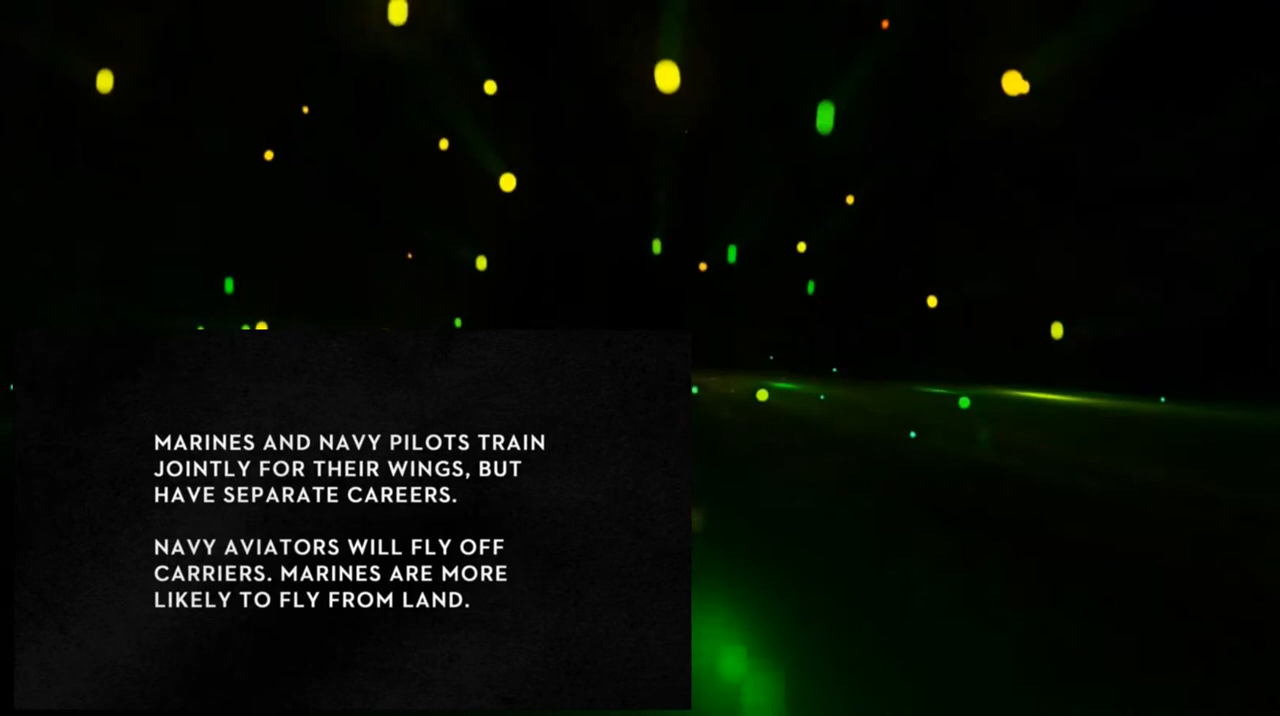 MARINES AND NAVY PILOTS TRAIN
JOINTLY FOR THEIR WINGS, BUT
HAVE SEPARATE CAREERS.
NAVY AVIATORS WILL FLY OFF
CARRIERS. MARINES ARE MORE
LIKELY TO FLY FROM LAND.